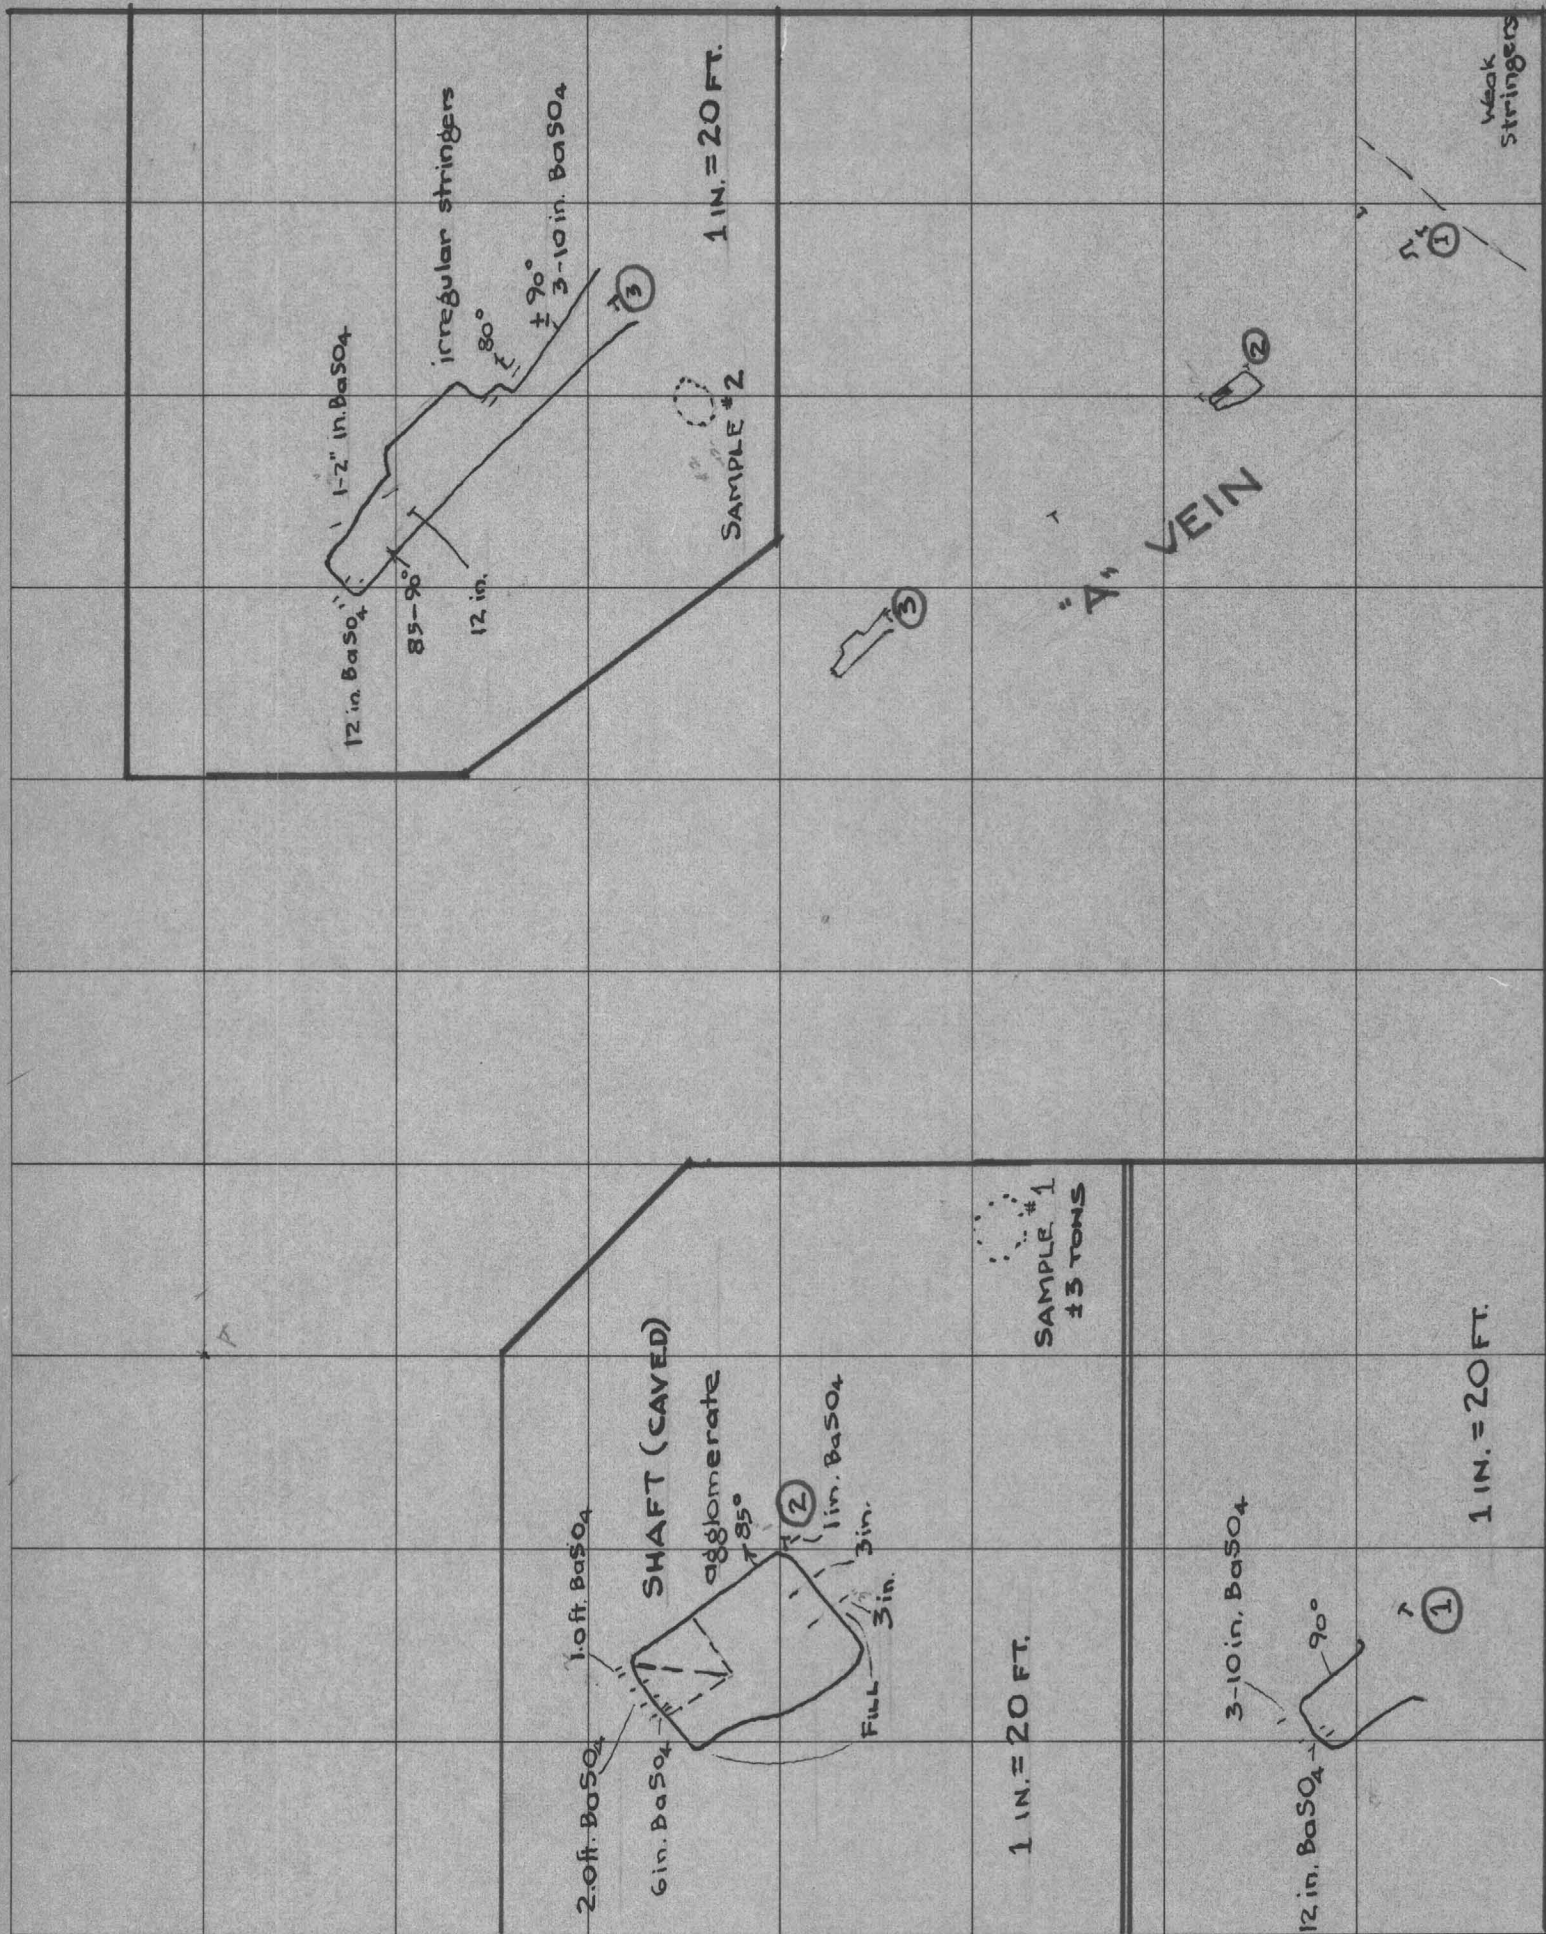 1-2" in. BaSO4
irregular stringers
80°
± 90°
3-10 in. BaSO4
12 in. BaSO4
85-90°
12 in.
3
1 IN. = 20 FT.
SAMPLE #2
Weak
Stringers
1
2
3
"A" VEIN
1.0 ft. BaSO4
2.0 ft. BaSO4
6 in. BaSO4
SHAFT (CAVED)
agglomerate
85°
2
1 in. BaSO4
3 in.
3 in.
FILL
SAMPLE #1
±3 TONS
1 IN. = 20 FT.
3-10 in. BaSO4
90°
12 in. BaSO4
1
1 IN. = 20 FT.